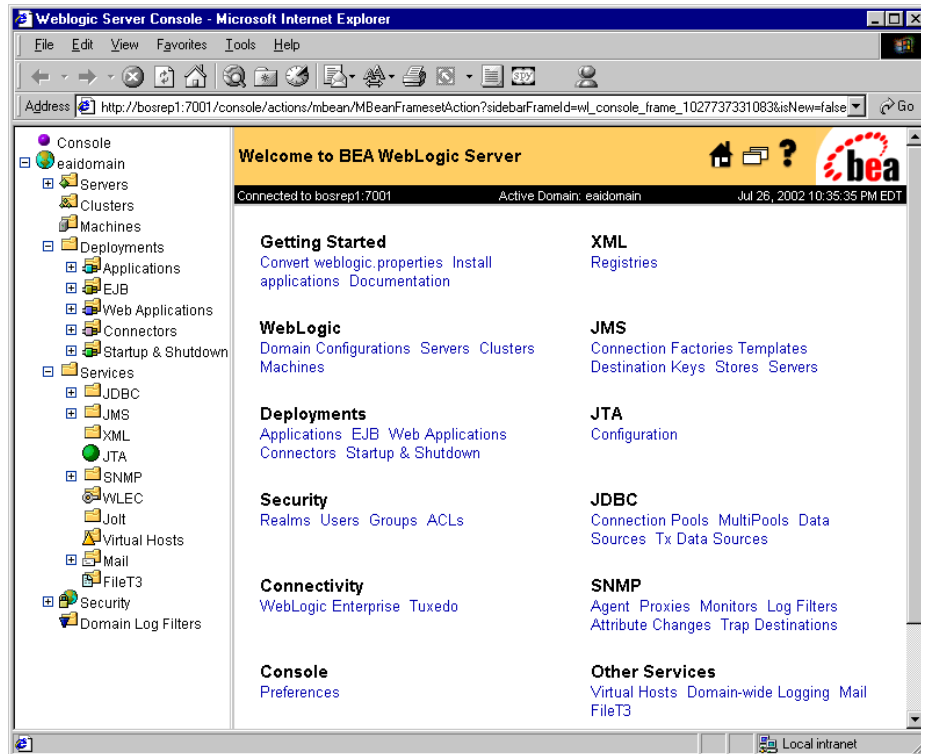 Weblogic Server Console - Microsoft Internet Explorer
File Edit View Favorites Tools Help
SPY
Address http://bosrep1:7001/console/actions/mbean/MBeanFramesetAction?sidebarFrameId=wl_console_frame_1027737331083&isNew=false Go
Console
eaidomain
Servers
Clusters
Machines
Deployments
Applications
EJB
Web Applications
Connectors
Startup & Shutdown
Services
JDBC
JMS
XML
JTA
SNMP
WLEC
Jolt
Virtual Hosts
Mail
FileT3
Security
Domain Log Filters
Welcome to BEA WebLogic Server
?
bea
Connected to bosrep1:7001 Active Domain: eaidomain Jul 26, 2002 10:35:35 PM EDT
Getting Started
Convert weblogic.properties Install
applications Documentation
XML
Registries
WebLogic
Domain Configurations Servers Clusters
Machines
JMS
Connection Factories Templates
Destination Keys Stores Servers
Deployments
Applications EJB Web Applications
Connectors Startup & Shutdown
JTA
Configuration
Security
Realms Users Groups ACLs
JDBC
Connection Pools MultiPools Data
Sources Tx Data Sources
Connectivity
WebLogic Enterprise Tuxedo
SNMP
Agent Proxies Monitors Log Filters
Attribute Changes Trap Destinations
Console
Preferences
Other Services
Virtual Hosts Domain-wide Logging Mail
FileT3
Local intranet